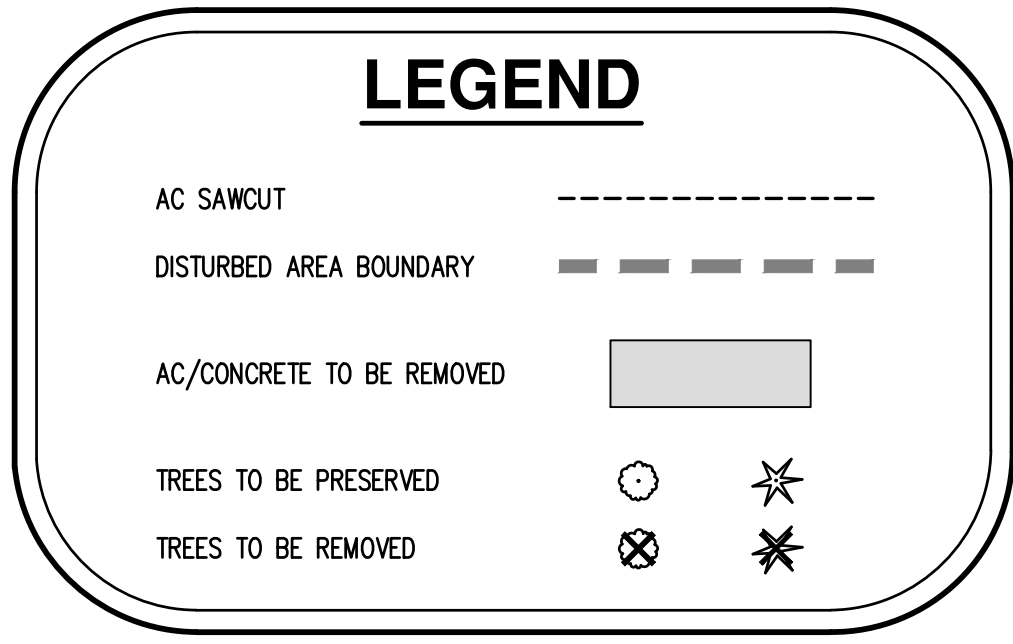 LEGEND
AC SAWCUT
DISTURBED AREA BOUNDARY
AC/CONCRETE TO BE REMOVED
TREES TO BE PRESERVED
TREES TO BE REMOVED